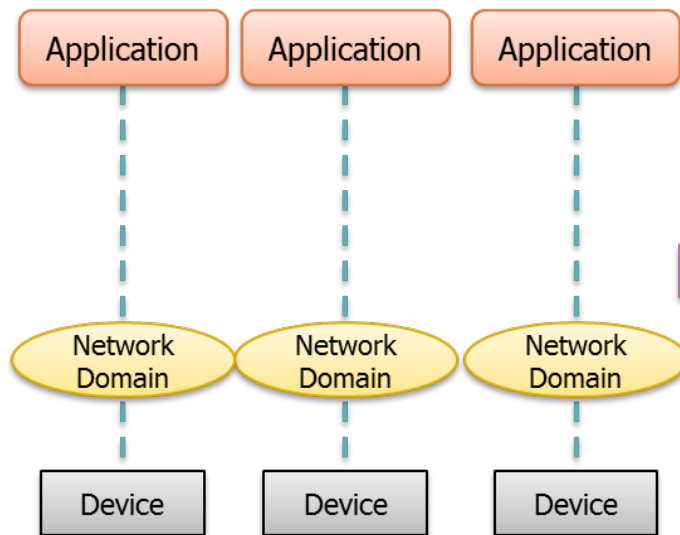 Application
Application
Application
Network
Domain
Network
Domain
Network
Domain
Device
Device
Device